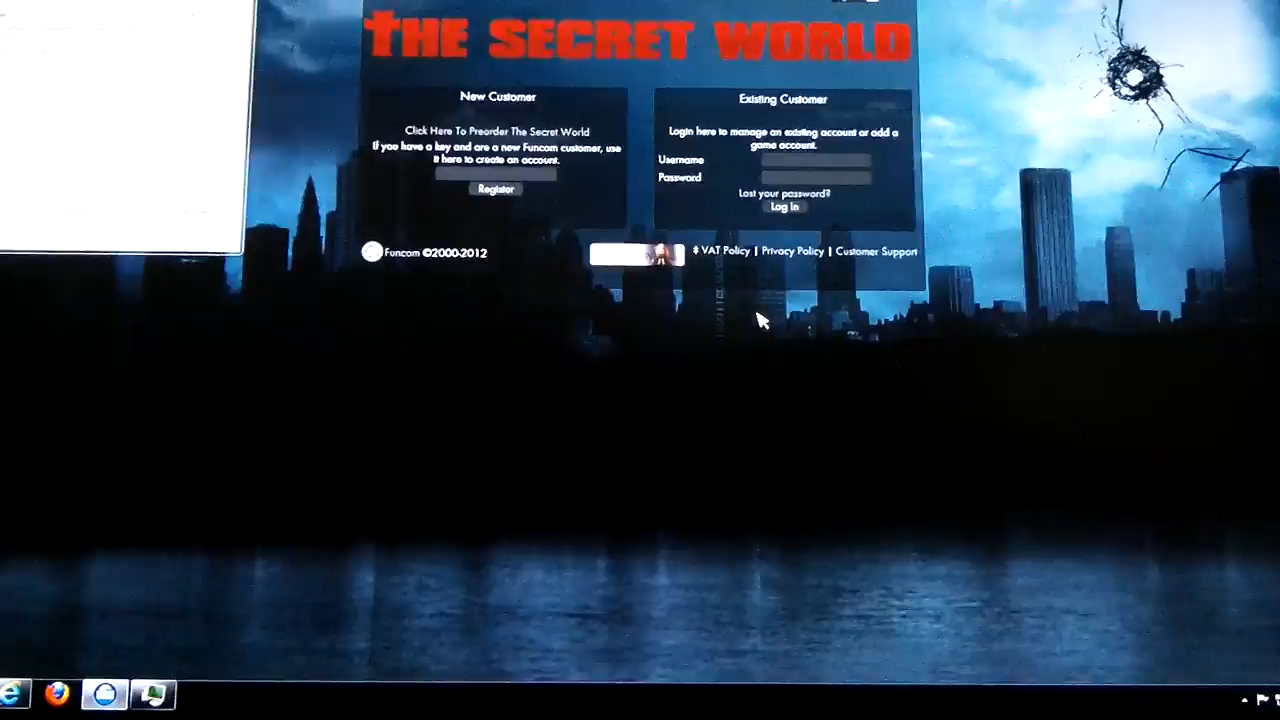 THE SECRET WORLD
New Customer
Click Here To Preorder The Secret World
If you have a key and are a new Funcom customer, use
it here to create an account.
Register
Existing Customer
Login here to manage an existing account or add a
game account.
Username
Password
Lost your password?
Log In
Funcom ©2000-2012
VAT Policy | Privacy Policy | Customer Support